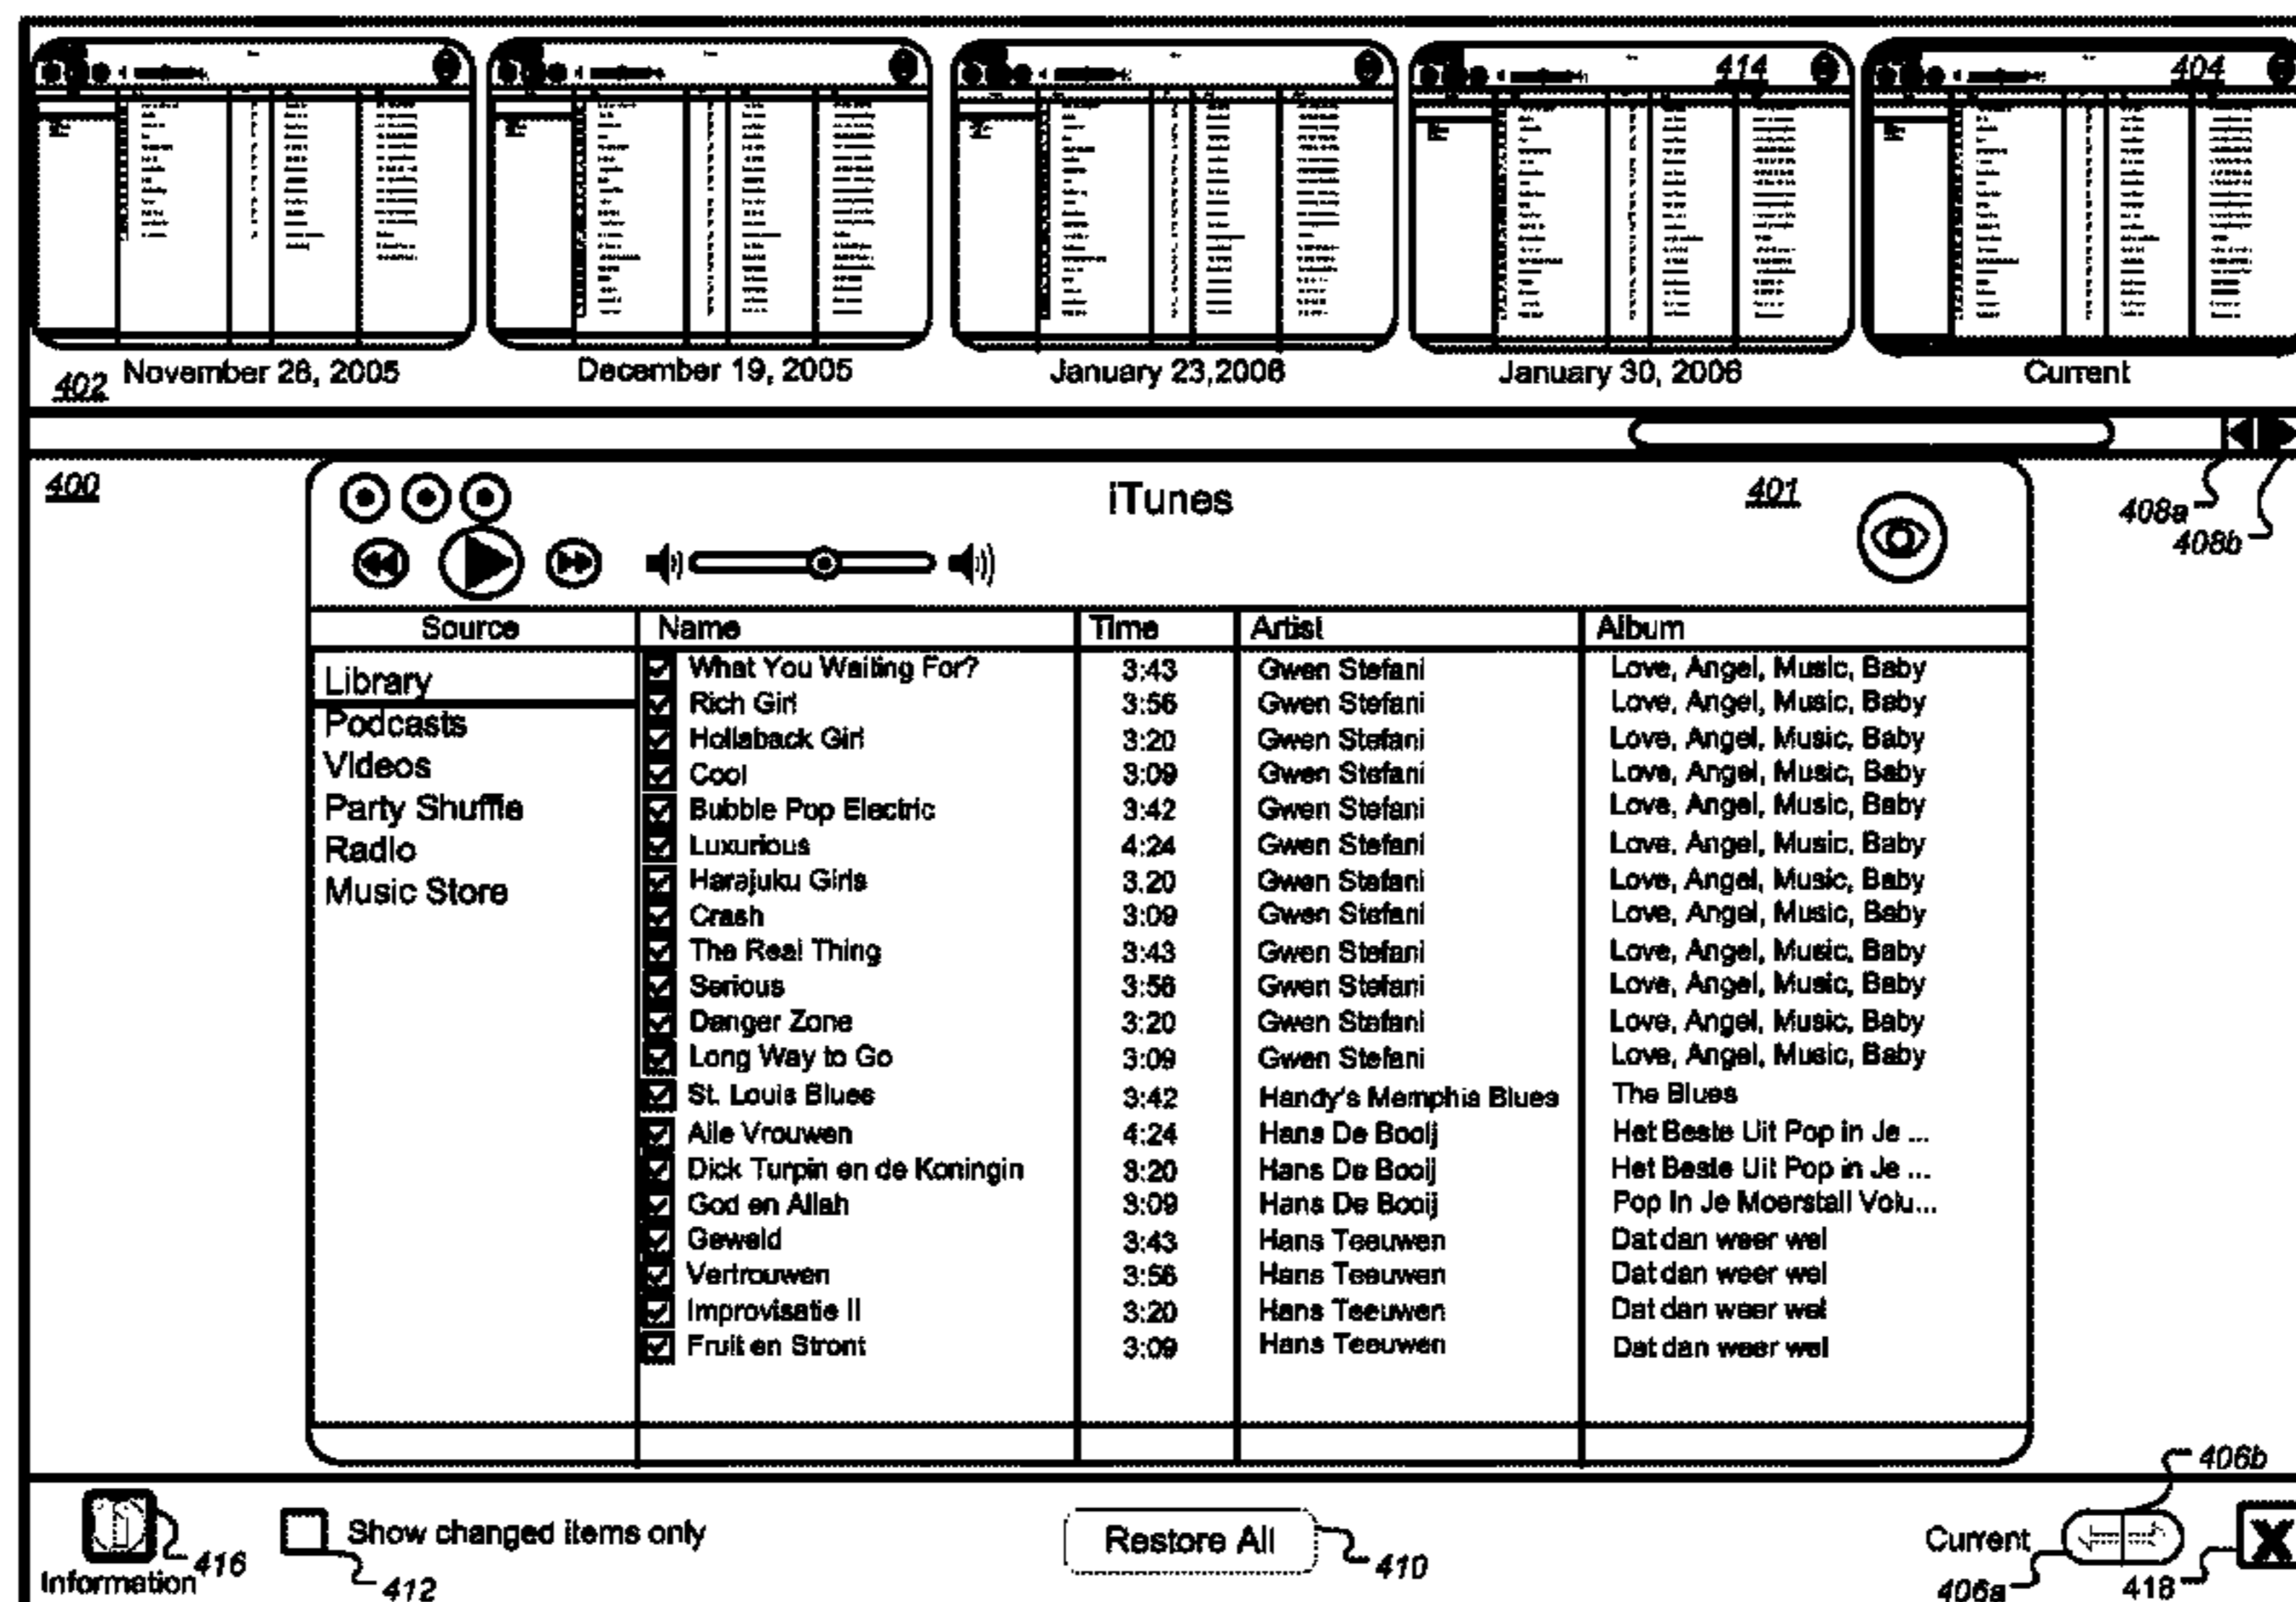 414
404
November 28, 2005
December 19, 2005
January 23,2006
January 30, 2006
Current
402
400
iTunes
401
408a
408b
Source Name Time Artist Album
Library
Podcasts
Videos
Party Shuffle
Radio
Music Store
What You Waiting For? 3:43 Gwen Stefani Love, Angel, Music, Baby
Rich Girl 3:56 Gwen Stefani Love, Angel, Music, Baby
Hollaback Girl 3:20 Gwen Stefani Love, Angel, Music, Baby
Cool 3:09 Gwen Stefani Love, Angel, Music, Baby
Bubble Pop Electric 3:42 Gwen Stefani Love, Angel, Music, Baby
Luxurious 4:24 Gwen Stefani Love, Angel, Music, Baby
Harajuku Girls 3.20 Gwen Stefani Love, Angel, Music, Baby
Crash 3:09 Gwen Stefani Love, Angel, Music, Baby
The Real Thing 3:43 Gwen Stefani Love, Angel, Music, Baby
Serious 3:56 Gwen Stefani Love, Angel, Music, Baby
Danger Zone 3:20 Gwen Stefani Love, Angel, Music, Baby
Long Way to Go 3:09 Gwen Stefani Love, Angel, Music, Baby
St. Louis Blues 3:42 Handy's Memphis Blues The Blues
Alle Vrouwen 4:24 Hans De Booij Het Beste Uit Pop in Je ...
Dick Turpin en de Koningin 3:20 Hans De Booij Het Beste Uit Pop in Je ...
God en Allah 3:09 Hans De Booij Pop In Je Moerstall Volu...
Geweld 3:43 Hans Teeuwen Dat dan weer wel
Vertrouwen 3:56 Hans Teeuwen Dat dan weer wel
Improvisatie II 3:20 Hans Teeuwen Dat dan weer wel
Fruit en Stront 3:09 Hans Teeuwen Dat dan weer wel
406b
Information
416
Show changed items only
412
Restore All
410
Current
406a
418
X